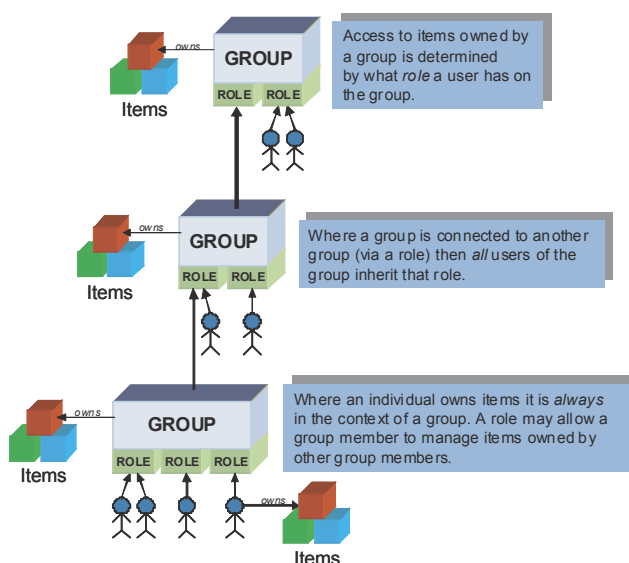 owns
GROUP
Items
ROLE ROLE
Access to items owned by
a group is determined
by what role a user has on
the group.
owns
GROUP
Items
ROLE ROLE
Where a group is connected to another
group (via a role) then all users of the
group inherit that role.
owns
GROUP
Items
ROLE ROLE ROLE
Where an individual owns items it is always
in the context of a group. A role may allow a
group member to manage items owned by
other group members.
owns
Items